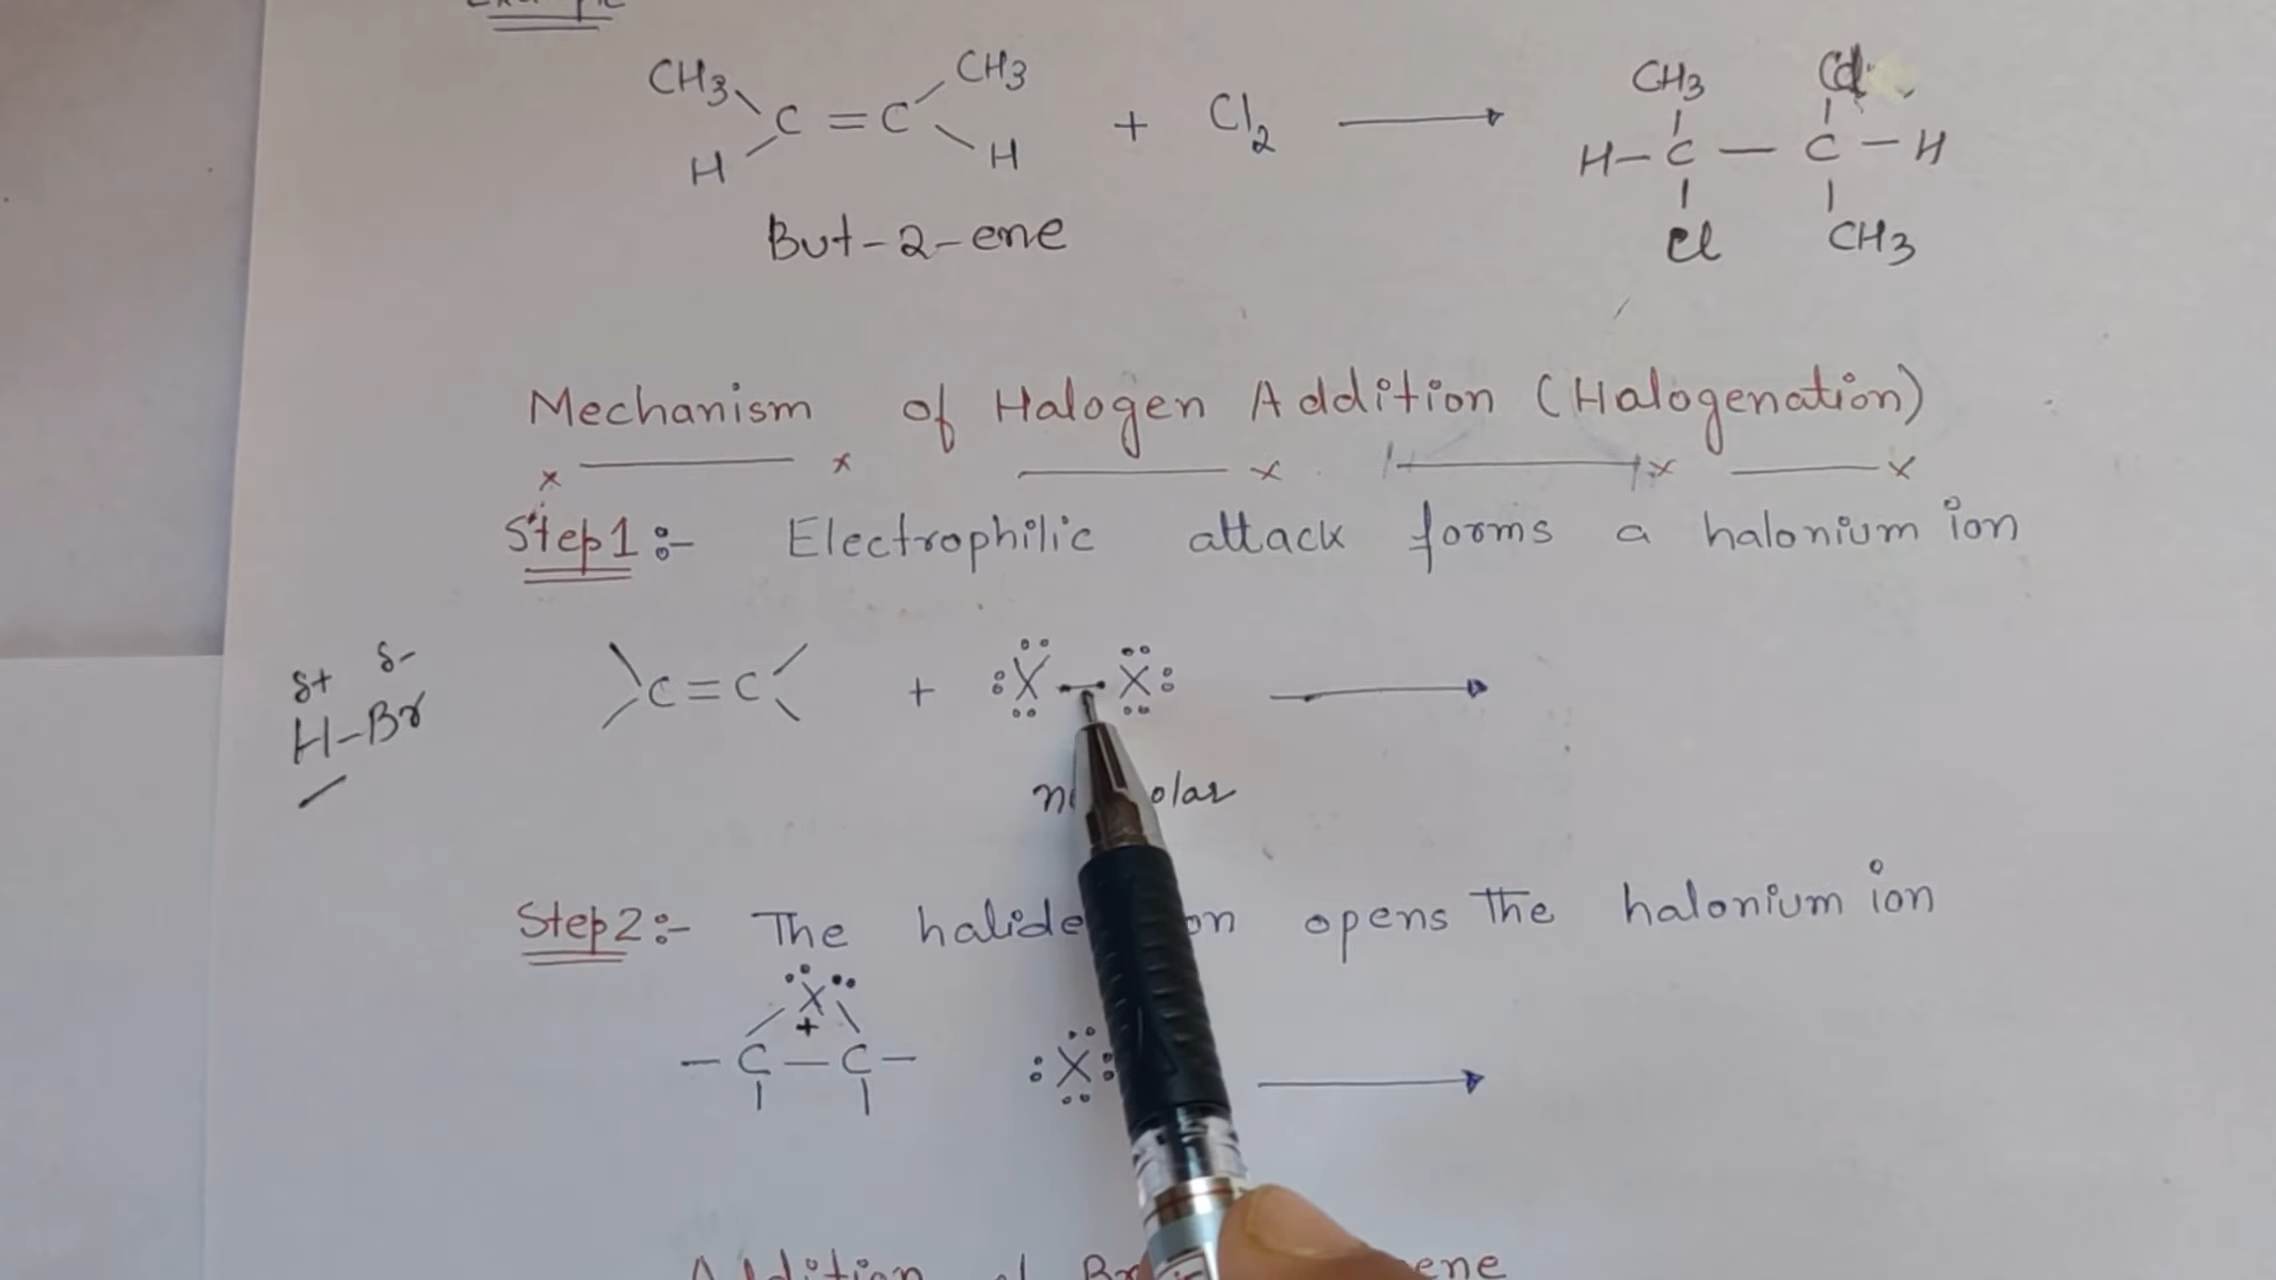 CH3 CH3 CH3 Cl
C = C + Cl2 → H - C - C - H
H H
But-2-ene Cl CH3
Mechanism of Halogen Addition (Halogenation)
Step 1 :- Electrophilic attack forms a halonium ion
δ+ δ-
H-Br C = C + X - X →
Step 2 :- The halide opens The halonium ion
X
+
- C - C - X →
Addition